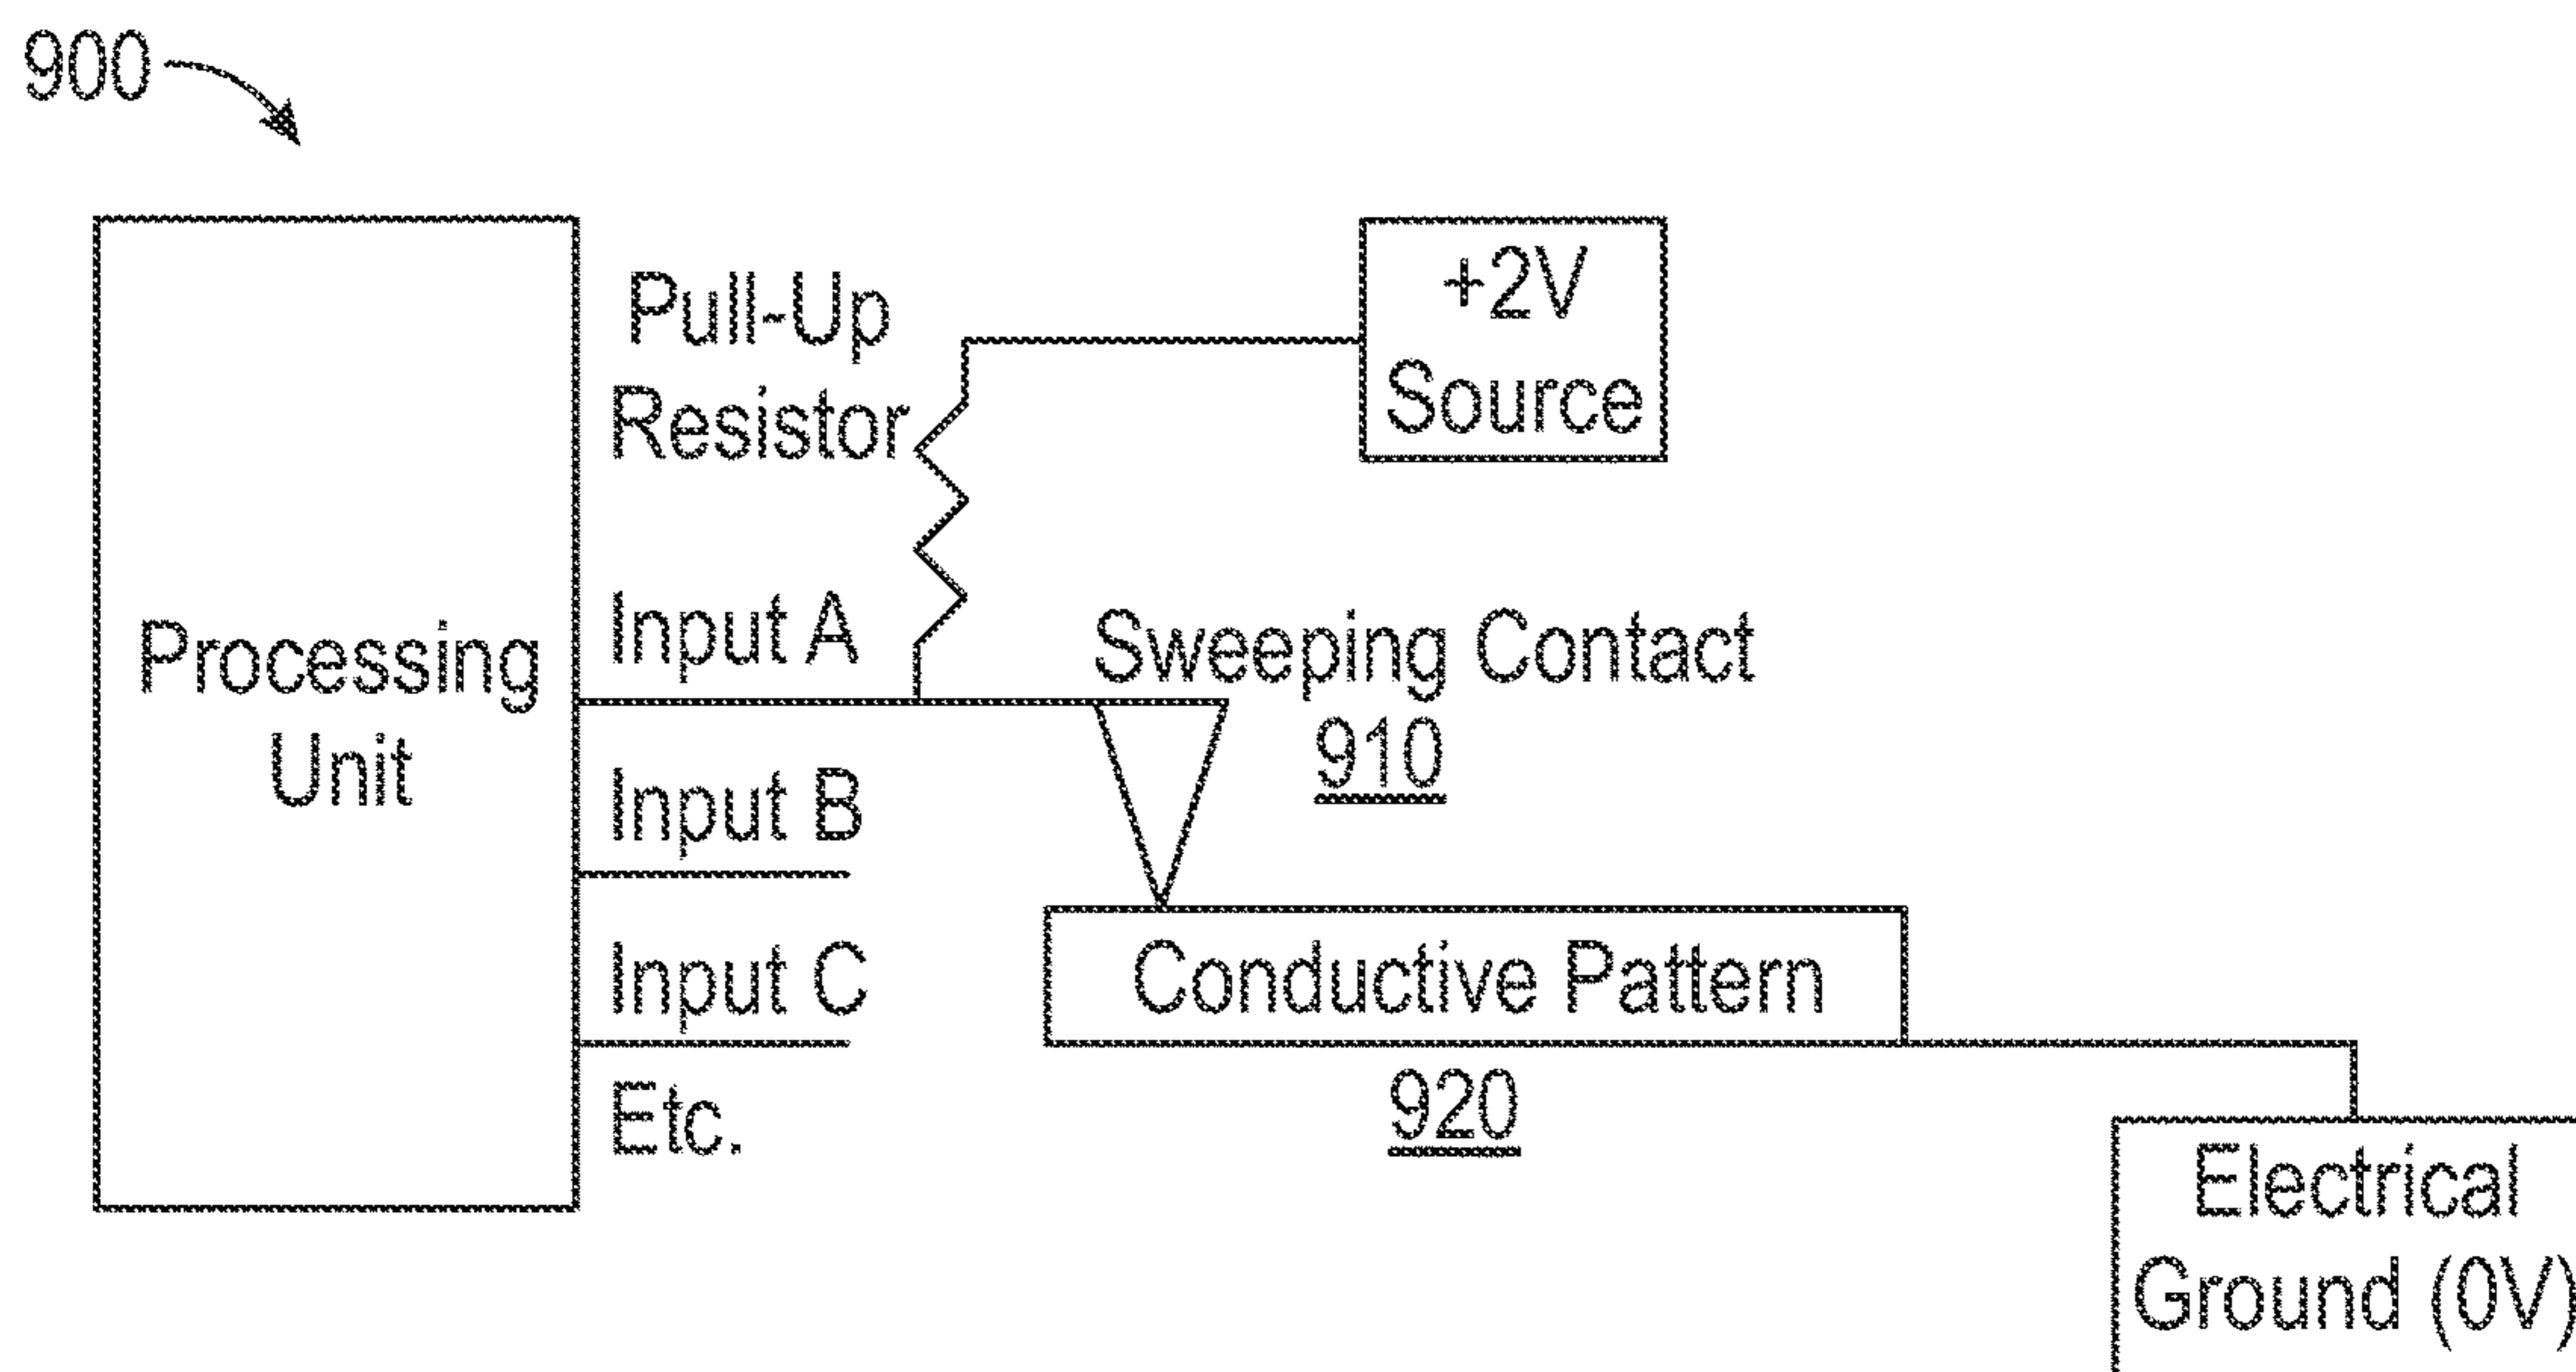 900
+2V
Source
Pull-Up
Resistor
Input A
Sweeping Contact
910
Processing
Unit
Input B
Input C
Conductive Pattern
920
Etc.
Electrical
Ground (0V)